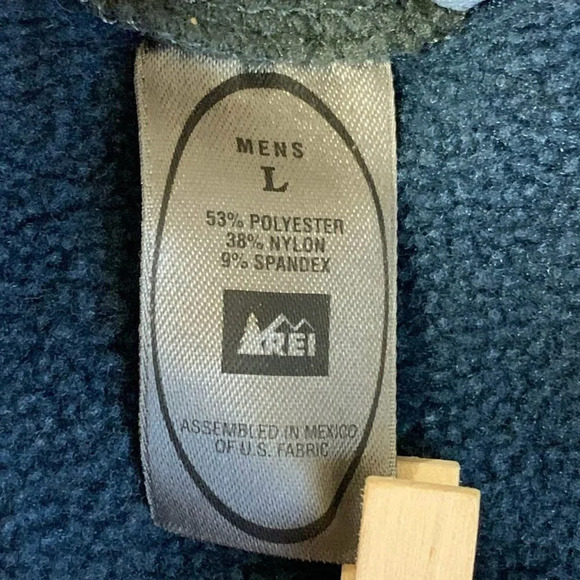 MENS
L
53% POLYESTER
38% NYLON
9% SPANDEX
REI
ASSEMBLED IN MEXICO
OF U.S. FABRIC